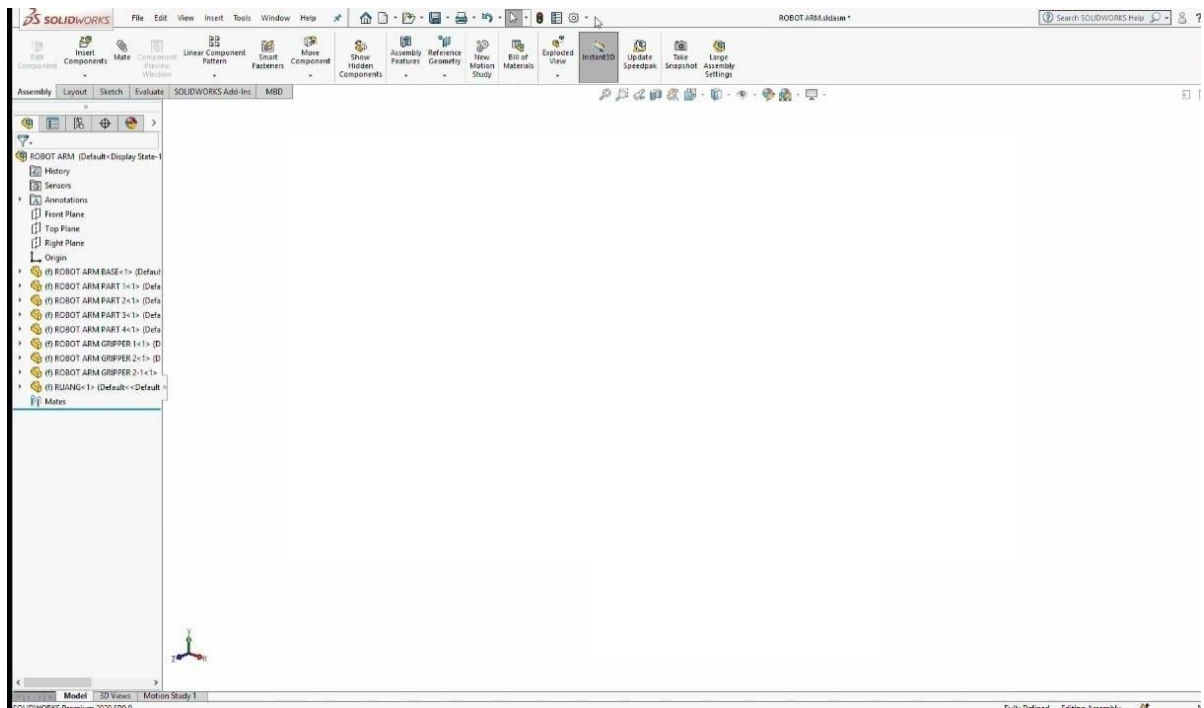 SOLIDWORKS File Edit View Insert Tools Window Help ROBOT ARM.sldasm * Search SOLIDWORKS Help ?
Edit Component
Insert Components
Mate
Component Preview Window
Linear Component Pattern
Smart Fasteners
Move Component
Show Hidden Components
Assembly Features
Reference Geometry
New Motion Study
Bill of Materials
Exploded View
Instant3D
Update Speedpak
Take Snapshot
Large Assembly Settings
Assembly Layout Sketch Evaluate SOLIDWORKS Add-Ins MBD
ROBOT ARM (Default<Display State-1
History
Sensors
Annotations
Front Plane
Top Plane
Right Plane
Origin
(f) ROBOT ARM BASE<1> (Defaul
(f) ROBOT ARM PART 1<1> (Defa
(f) ROBOT ARM PART 2<1> (Defa
(f) ROBOT ARM PART 3<1> (Defa
(f) ROBOT ARM PART 4<1> (Defa
(f) ROBOT ARM GRIPPER 1<1> (D
(f) ROBOT ARM GRIPPER 2<1> (D
(f) ROBOT ARM GRIPPER 2-1<1>
(f) RUANG<1> (Default<<Default
Mates
Y
Z X
Model 3D Views Motion Study 1
SOLIDWORKS Premium 2020 SP0.0 Fully Defined Editing Assembly